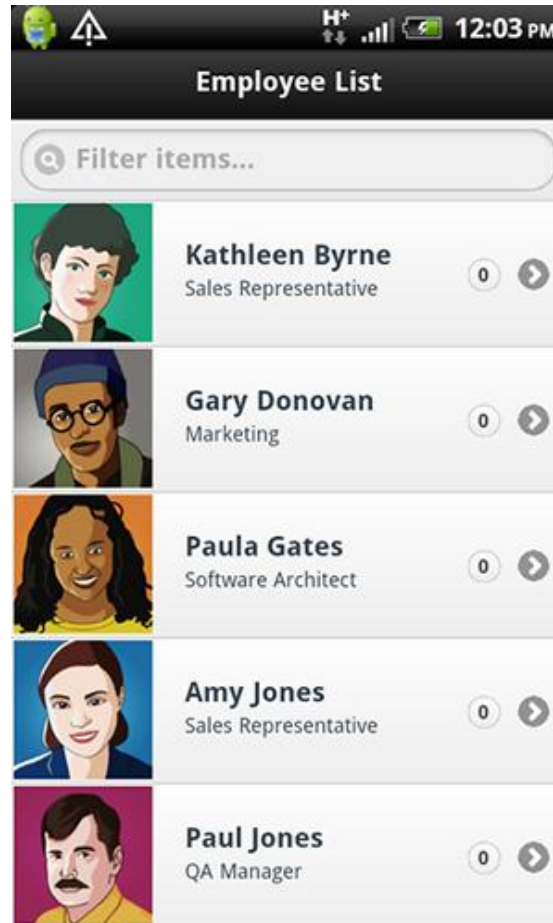 H+ 12:03 PM
Employee List
Filter items...
Kathleen Byrne
Sales Representative
0
Gary Donovan
Marketing
0
Paula Gates
Software Architect
0
Amy Jones
Sales Representative
0
Paul Jones
QA Manager
0